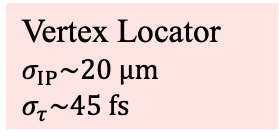 Vertex Locator
σ_IP~20 μm
σ_τ~45 fs